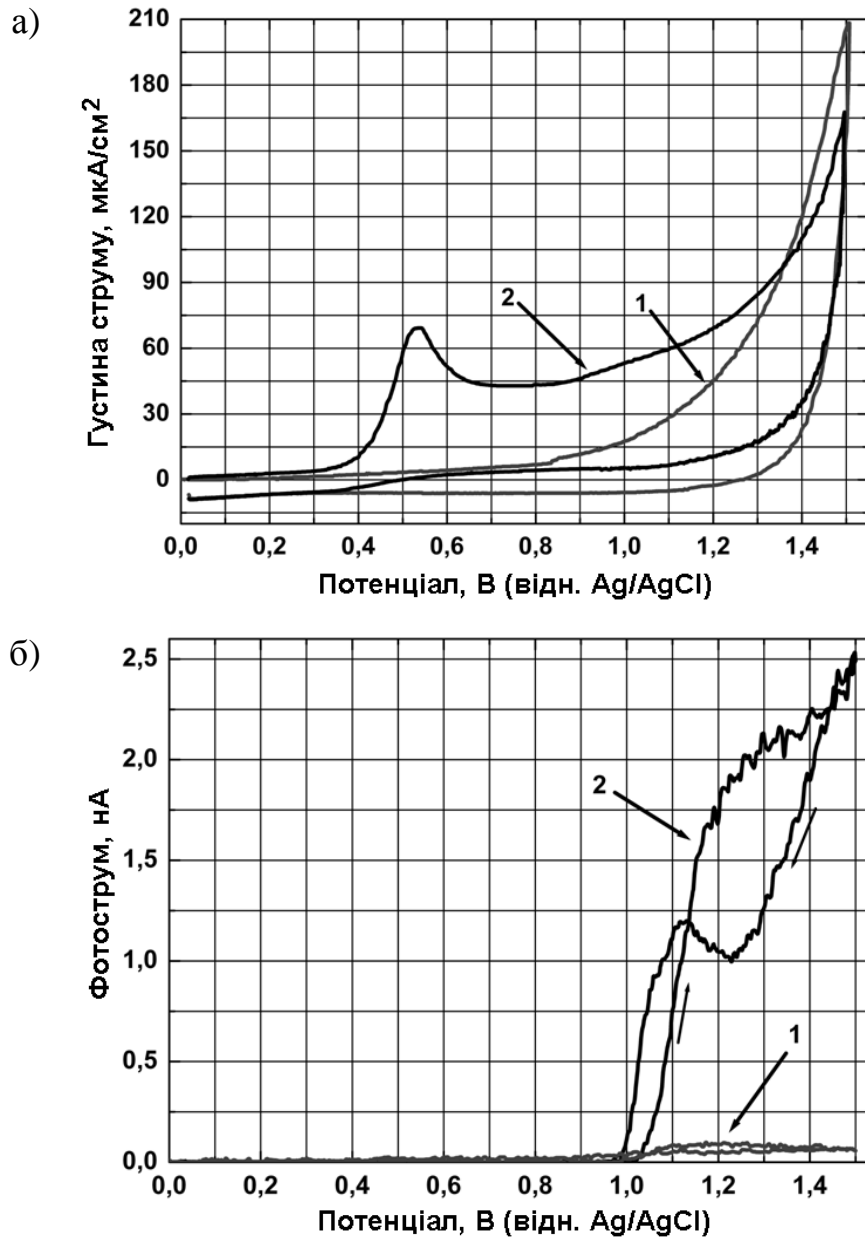 а)
Густина струму, мкА/см²
210
180
150
120
90
60
30
0
2
1
0,0 0,2 0,4 0,6 0,8 1,0 1,2 1,4
Потенціал, В (відн. Ag/AgCl)
б)
Фотострум, нА
2,5
2,0
1,5
1,0
0,5
0,0
2
1
0,0 0,2 0,4 0,6 0,8 1,0 1,2 1,4
Потенціал, В (відн. Ag/AgCl)